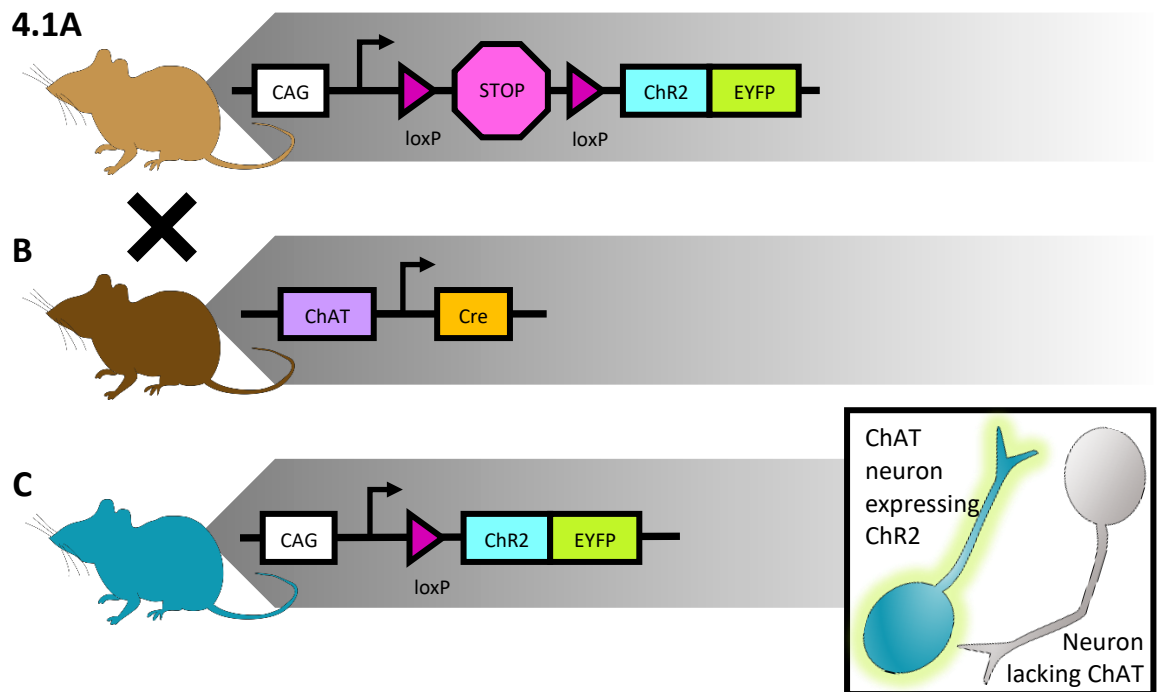 4.1A
CAG
STOP
ChR2
EYFP
loxP
loxP
B
ChAT
Cre
C
CAG
ChR2
EYFP
loxP
ChAT
neuron
expressing
ChR2
Neuron
lacking ChAT